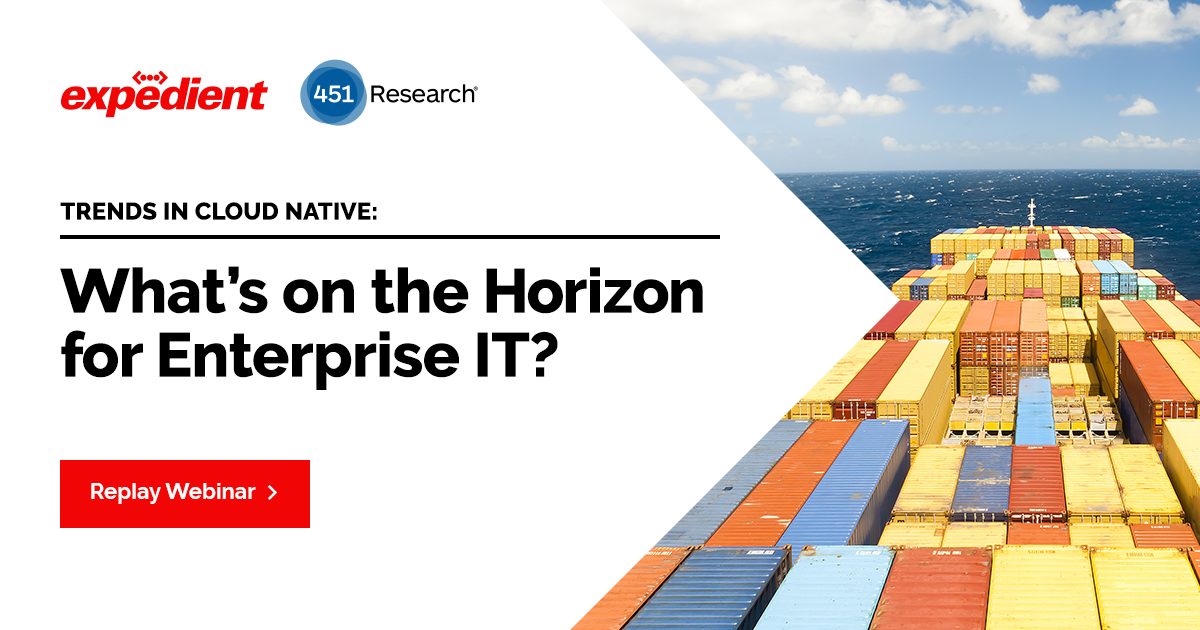 expedient
451 Research®
TRENDS IN CLOUD NATIVE:
What's on the Horizon
for Enterprise IT?
Replay Webinar >